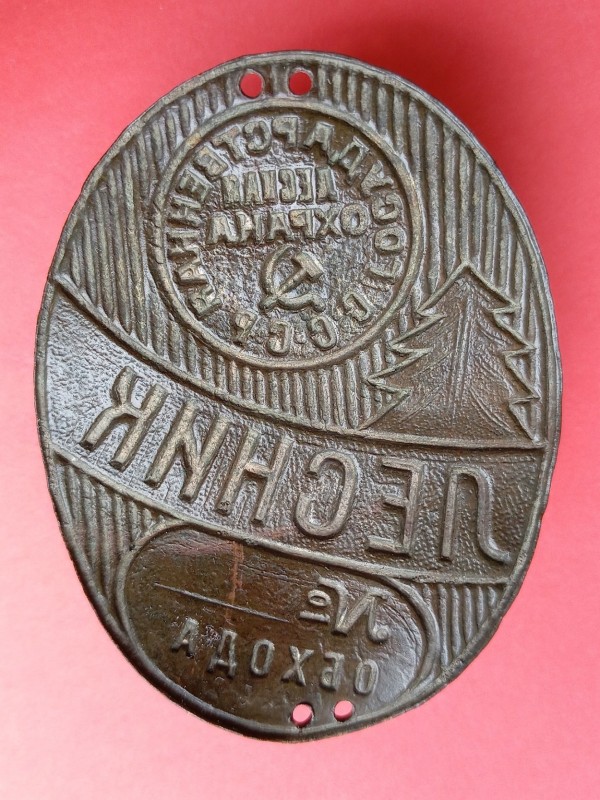 ГОСУДАРСТВЕННАЯ
ЛЕСНАЯ
ОХРАНА
С·С·С·Р
ЛЕСНИК
№
ОБХОДА